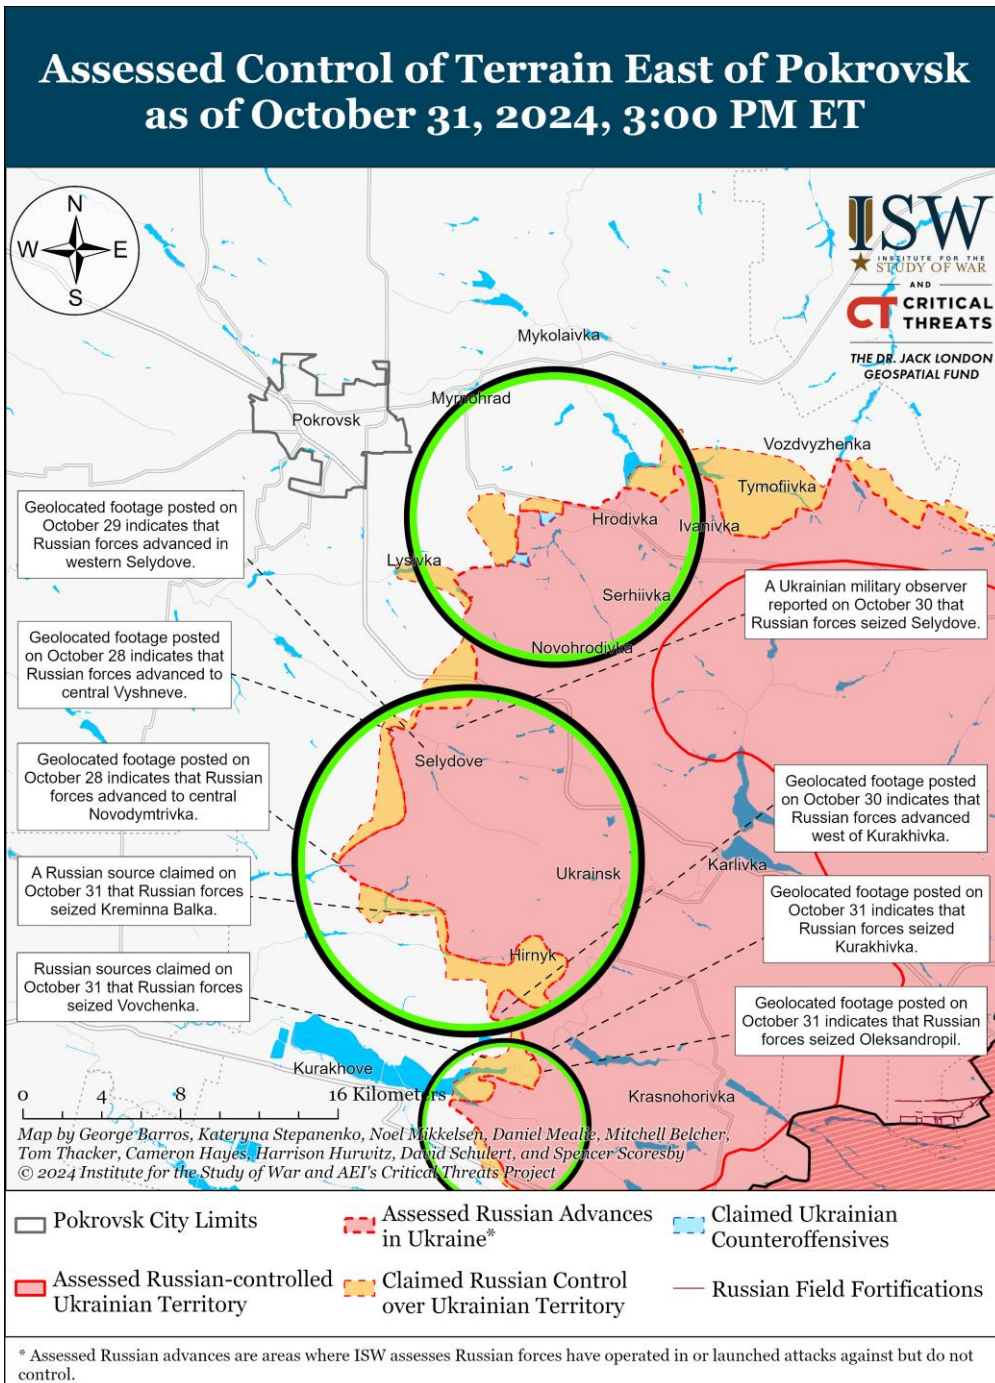 Assessed Control of Terrain East of Pokrovsk
as of October 31, 2024, 3:00 PM ET
N
W
E
S
ISW
INSTITUTE FOR THE
STUDY OF WAR
AND
CT CRITICAL
THREATS
THE DR. JACK LONDON
GEOSPATIAL FUND
Mykolaivka
Myrnohrad
Pokrovsk
Vozdvyzhenka
Tymofiivka
Hrodivka
Ivanivka
Lysivka
Serhiivka
Novohrodivka
Geolocated footage posted on
October 29 indicates that
Russian forces advanced in
western Selydove.
A Ukrainian military observer
reported on October 30 that
Russian forces seized Selydove.
Geolocated footage posted
on October 28 indicates that
Russian forces advanced to
central Vyshneve.
Selydove
Geolocated footage posted on
October 28 indicates that Russian
forces advanced to central
Novodymtrivka.
Geolocated footage posted
on October 30 indicates that
Russian forces advanced
west of Kurakhivka.
Ukrainsk
Karlivka
A Russian source claimed on
October 31 that Russian forces
seized Kreminna Balka.
Geolocated footage posted on
October 31 indicates that
Russian forces seized
Kurakhivka.
Hirnyk
Russian sources claimed on
October 31 that Russian forces
seized Vovchenka.
Geolocated footage posted on
October 31 indicates that Russian
forces seized Oleksandropil.
Kurakhove
Krasnohorivka
0 4 8 16 Kilometers
Map by George Barros, Kateryna Stepanenko, Noel Mikkelsen, Daniel Mealie, Mitchell Belcher,
Tom Thacker, Cameron Hayes, Harrison Hurwitz, David Schulert, and Spencer Scoresby
© 2024 Institute for the Study of War and AEI's Critical Threats Project
Pokrovsk City Limits
Assessed Russian Advances
in Ukraine*
Claimed Ukrainian
Counteroffensives
Assessed Russian-controlled
Ukrainian Territory
Claimed Russian Control
over Ukrainian Territory
Russian Field Fortifications
* Assessed Russian advances are areas where ISW assesses Russian forces have operated in or launched attacks against but do not
control.